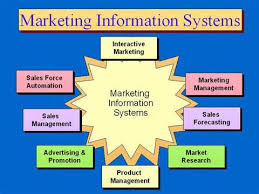 Marketing Information Systems
Interactive
Marketing
Sales Force
Automation
Marketing
Management
Marketing
Information
Systems
Sales
Management
Sales
Forecasting
Advertising &
Promotion
Market
Research
Product
Management